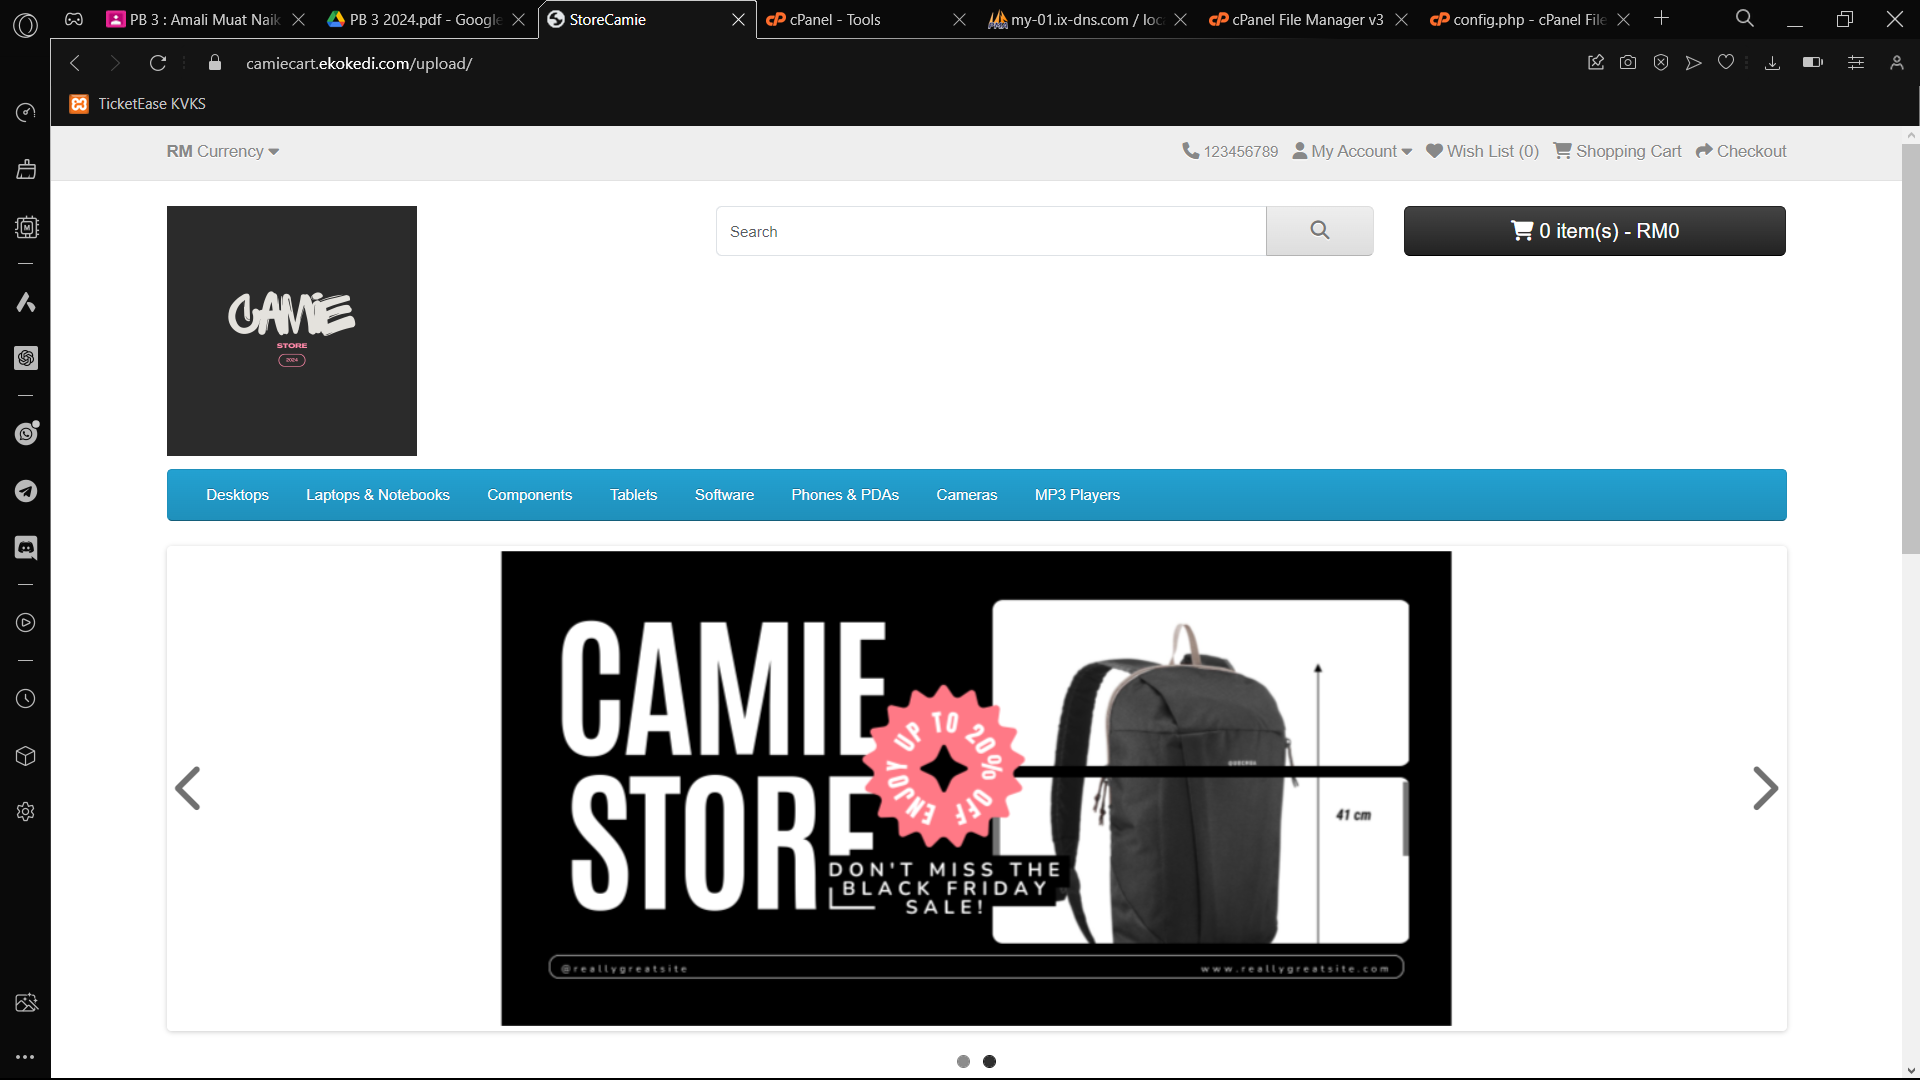 PB 3 : Amali Muat Naik
PB 3 2024.pdf - Google
StoreCamie
cPanel - Tools
my-01.ix-dns.com / loc
cPanel File Manager v3
config.php - cPanel File
camiecart.ekokedi.com/upload/
TicketEase KVKS
RM Currency
123456789
My Account
Wish List (0)
Shopping Cart
Checkout
CAMIE
STORE
2024
Search
0 item(s) - RM0
Desktops
Laptops & Notebooks
Components
Tablets
Software
Phones & PDAs
Cameras
MP3 Players
CAMIE
STORE
ENJOY UP TO 20% OFF
DON'T MISS THE
BLACK FRIDAY
SALE!
41 cm
@reallygreatsite
www.reallygreatsite.com